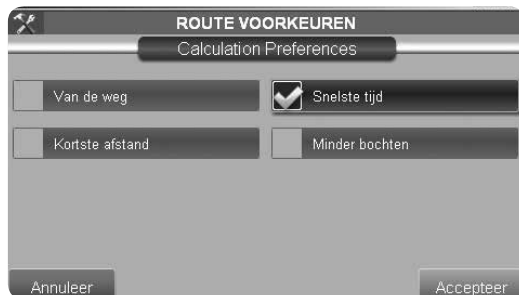 ROUTE VOORKEUREN
Calculation Preferences
Van de weg
Snelste tijd
Kortste afstand
Minder bochten
Annuleer
Accepteer